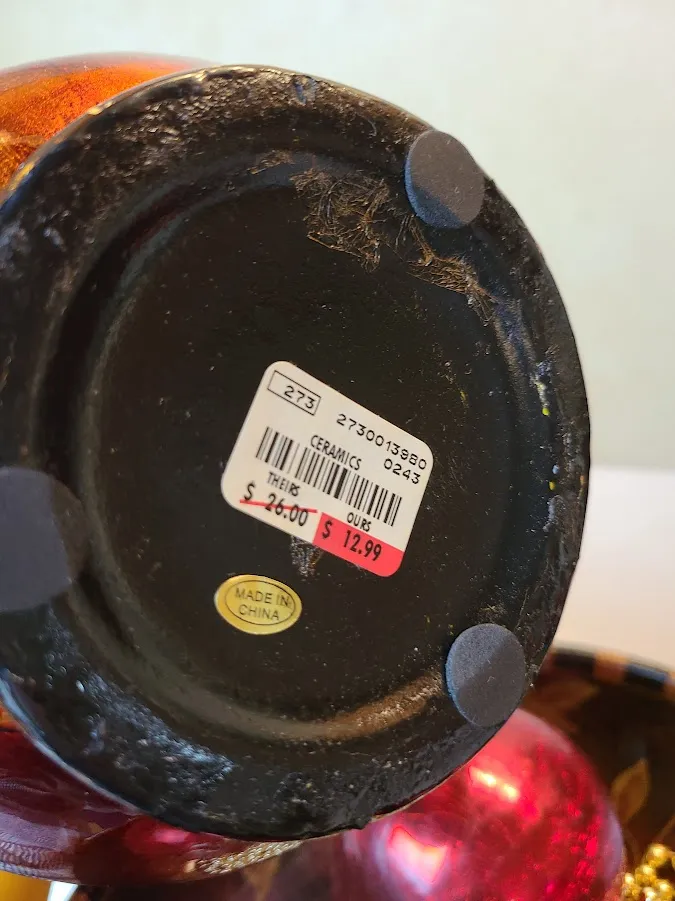 273
2730013980
CERAMICS 0243
THEIRS
$ 26.00
OURS
$ 12.99
MADE IN
CHINA